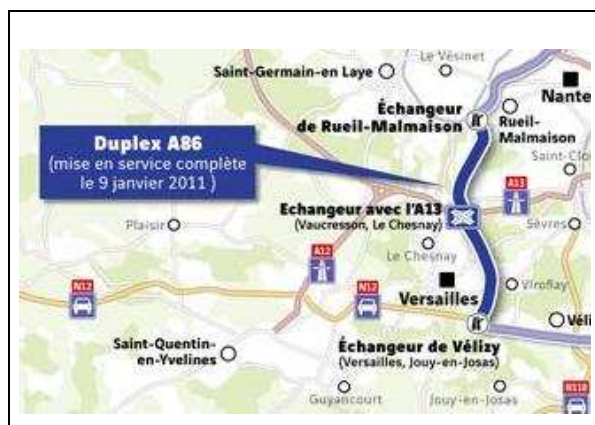 Le Vésinet
Saint-Germain-en Laye
Nante
Échangeur
de Rueil-Malmaison
Rueil-
Malmaison
Duplex A86
(mise en service complète
le 9 janvier 2011 )
Saint-Clo
A13
Echangeur avec l'A13
(Vaucresson, Le Chesnay)
Plaisir
Sèvres
A12
Le Chesnay
N12
N12
Versailles
Viroflay
Véli
Saint-Quentin-
en-Yvelines
Échangeur de Vélizy
(Versailles, Jouy-en-Josas)
Guyancourt
Jouy-en-Josas
N118